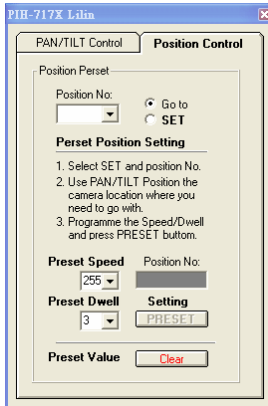 PIH-717X Lilin
PAN/TILT Control
Position Control
Position Perset
Position No:
Go to
SET
Perset Position Setting
1. Select SET and position No.
2. Use PAN/TILT Position the
camera location where you
need to go with.
3. Programme the Speed/Dwell
and press PRESET buttom.
Preset Speed
Position No:
255
Preset Dwell
Setting
3
PRESET
Preset Value
Clear